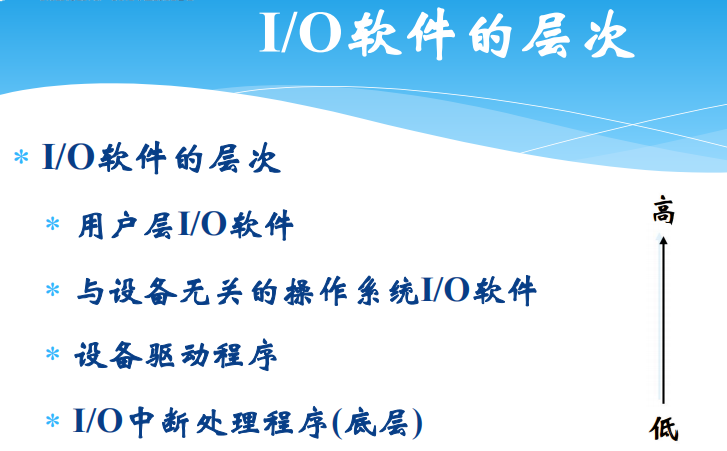 I/O软件的层次
* I/O软件的层次
* 用户层I/O软件
高
* 与设备无关的操作系统I/O软件
* 设备驱动程序
* I/O中断处理程序(底层)
低